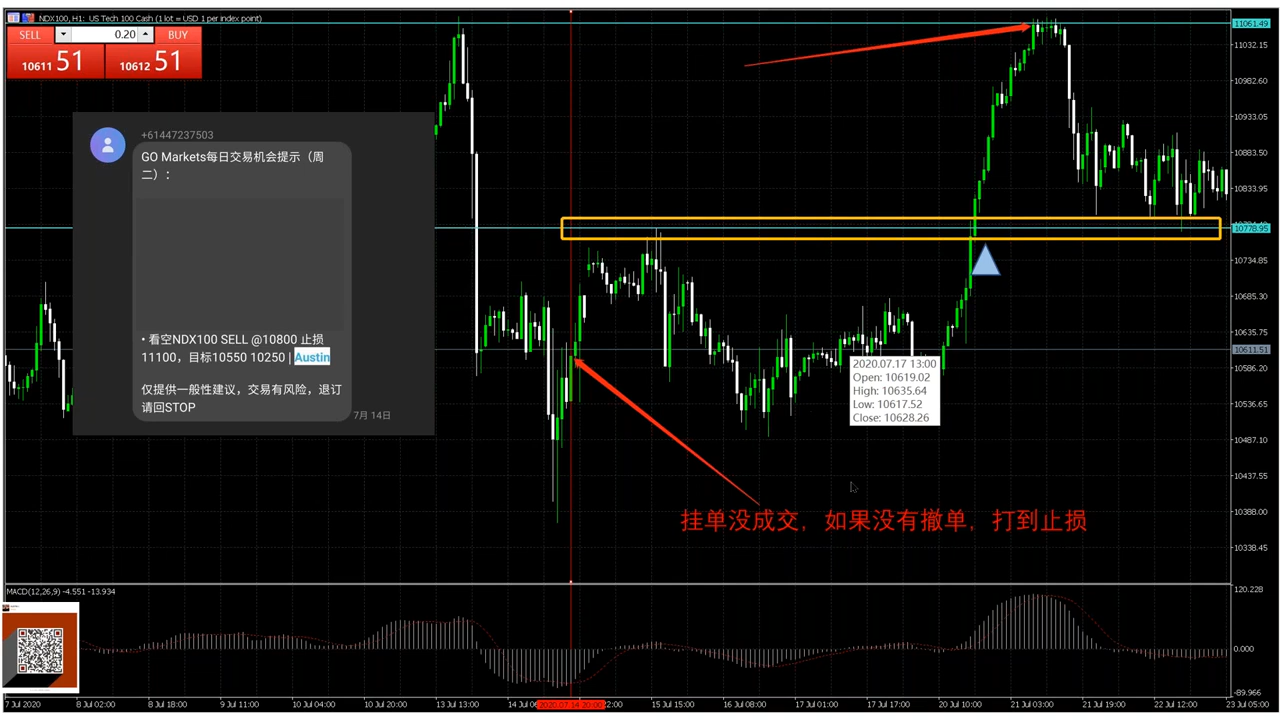 NDX100, H1: US Tech 100 Cash (1 lot = USD 1 per index point)
SELL 0.20 BUY
10611 51 10612 51
+61447237503
GO Markets每日交易机会提示（周
二）：
• 看空NDX100 SELL @10800 止损
11100，目标10550 10250 | Austin
仅提供一般性建议，交易有风险，退订
请回STOP
7月 14日
2020.07.17 13:00
Open: 10619.02
High: 10635.64
Low: 10617.52
Close: 10628.26
挂单没成交，如果没有撤单，打到止损
11061.49
11032.15
10982.60
10933.05
10883.50
10833.95
10778.95
10734.85
10685.30
10635.75
10611.51
10586.20
10536.65
10487.10
10437.55
10388.00
10338.45
MACD(12,26,9) -4.551 -13.934
120.228
0.000
-89.966
7 Jul 2020 8 Jul 02:00 8 Jul 18:00 9 Jul 11:00 10 Jul 04:00 10 Jul 20:00 13 Jul 13:00 14 Jul 2020.07.14 20:00 22:00 15 Jul 15:00 16 Jul 08:00 17 Jul 01:00 17 Jul 17:00 20 Jul 10:00 21 Jul 03:00 21 Jul 19:00 22 Jul 12:00 23 Jul 05:00